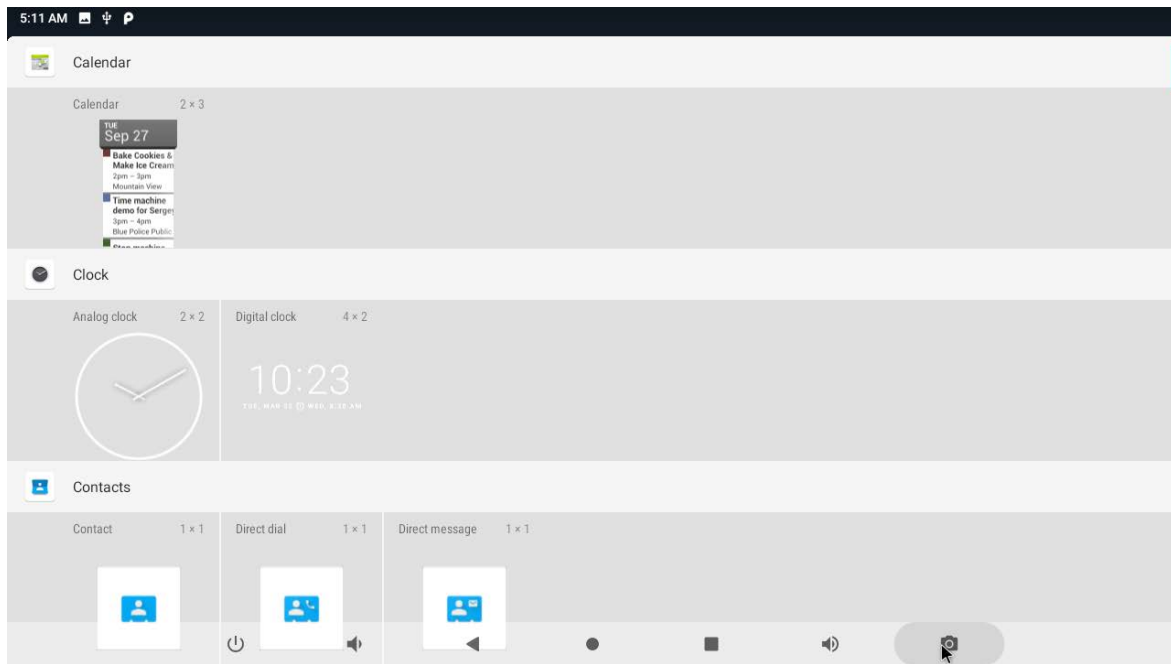 5:11 AM
Calendar
Calendar 2 × 3
TUE
Sep 27
Bake Cookies &
Make Ice Cream
2pm – 3pm
Mountain View
Time machine
demo for Sergey
3pm – 4pm
Blue Police Public
Clock
Analog clock 2 × 2 Digital clock 4 × 2
10:23
Contacts
Contact 1 × 1 Direct dial 1 × 1 Direct message 1 × 1